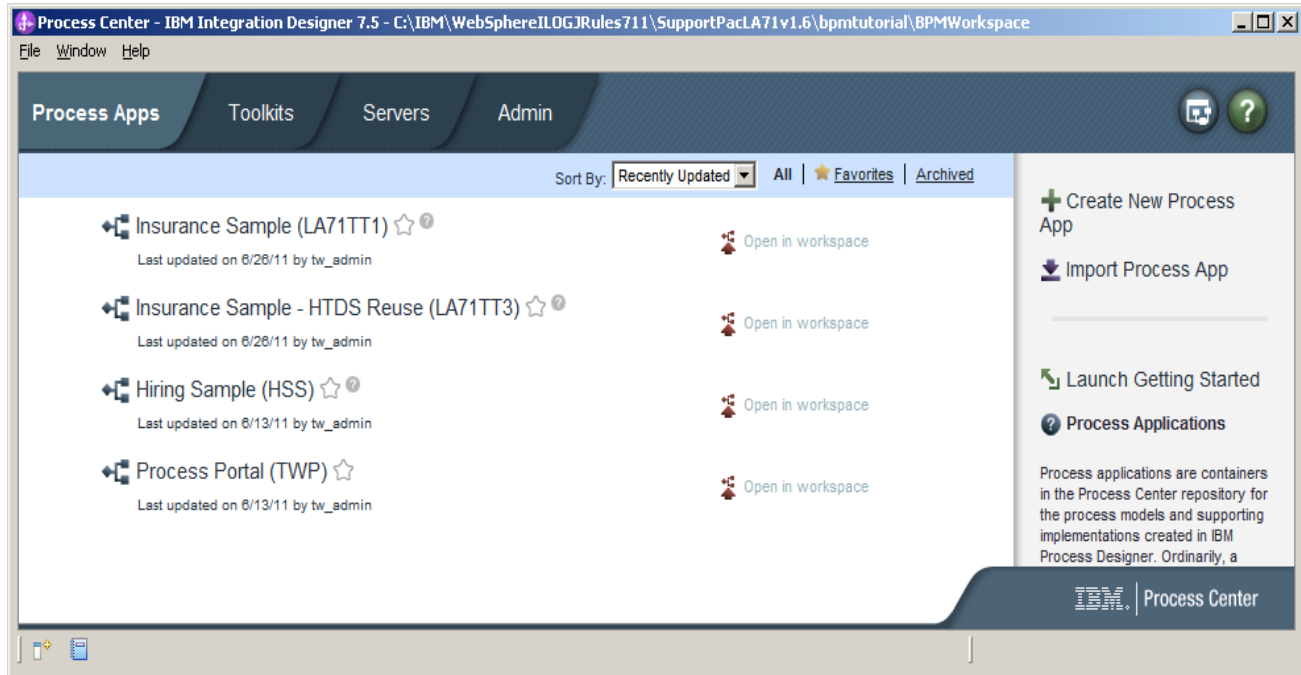 Process Center - IBM Integration Designer 7.5 - C:\IBM\WebSphereILOGJRules711\SupportPacLA71v1.6\bpmtutorial\BPMWorkspace
File Window Help
Process Apps Toolkits Servers Admin
?
Sort By: Recently Updated All | Favorites | Archived
Insurance Sample (LA71TT1) ?
Last updated on 6/26/11 by tw_admin
Open in workspace
Insurance Sample - HTDS Reuse (LA71TT3) ?
Last updated on 6/26/11 by tw_admin
Open in workspace
Hiring Sample (HSS) ?
Last updated on 6/13/11 by tw_admin
Open in workspace
Process Portal (TWP)
Last updated on 6/13/11 by tw_admin
Open in workspace
Create New Process
App
Import Process App
Launch Getting Started
? Process Applications
Process applications are containers
in the Process Center repository for
the process models and supporting
implementations created in IBM
Process Designer. Ordinarily, a
IBM. | Process Center